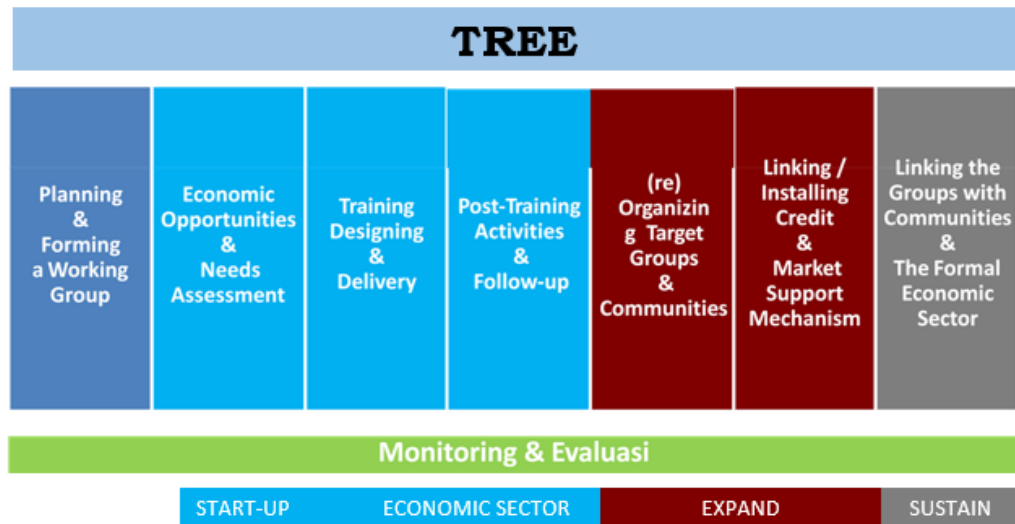 TREE
Planning
&
Forming
a Working
Group
Economic
Opportunities
&
Needs
Assessment
Training
Designing
&
Delivery
Post-Training
Activities
&
Follow-up
(re)
Organizin
g Target
Groups
&
Communities
Linking /
Installing
Credit
&
Market
Support
Mechanism
Linking the
Groups with
Communities
&
The Formal
Economic
Sector
Monitoring & Evaluasi
START-UP ECONOMIC SECTOR EXPAND SUSTAIN